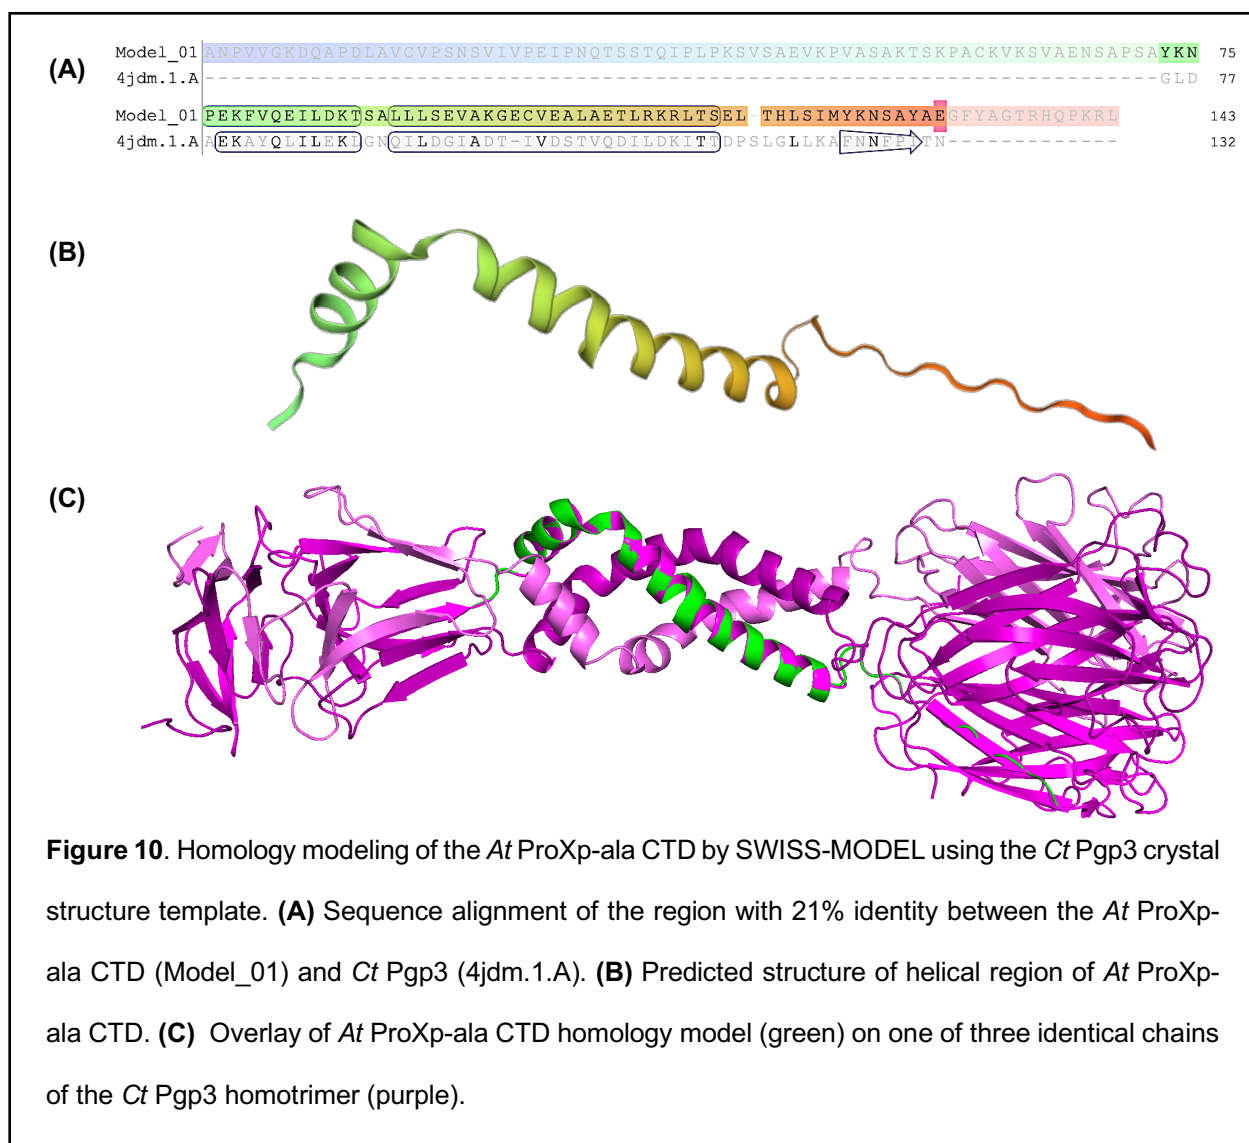 (A)
Model_01 ANPVVGKDQAPDLAVCVPSNSVIVPEIPNQTSSTQIPLPKSVSAEVKPVASAKTSKPACKVKSVAENSAPSAYKN 75
4jdm.1.A ------------------------------------------------------------------------GLD 77
Model_01 PEKFVQEILDKTSALLLSEVAKGECVEALAETLRKRLTSEL-THLSIMYKNSAYAEGFYAGTRHQPKRL 143
4jdm.1.A AEKAYQLILEKLGNQILDGIADT-IVDSTVQDILDKITTDPSLGLLKAFNNFPITN------------- 132
(B)
(C)
Figure 10. Homology modeling of the At ProXp-ala CTD by SWISS-MODEL using the Ct Pgp3 crystal
structure template. (A) Sequence alignment of the region with 21% identity between the At ProXp-
ala CTD (Model_01) and Ct Pgp3 (4jdm.1.A). (B) Predicted structure of helical region of At ProXp-
ala CTD. (C) Overlay of At ProXp-ala CTD homology model (green) on one of three identical chains
of the Ct Pgp3 homotrimer (purple).